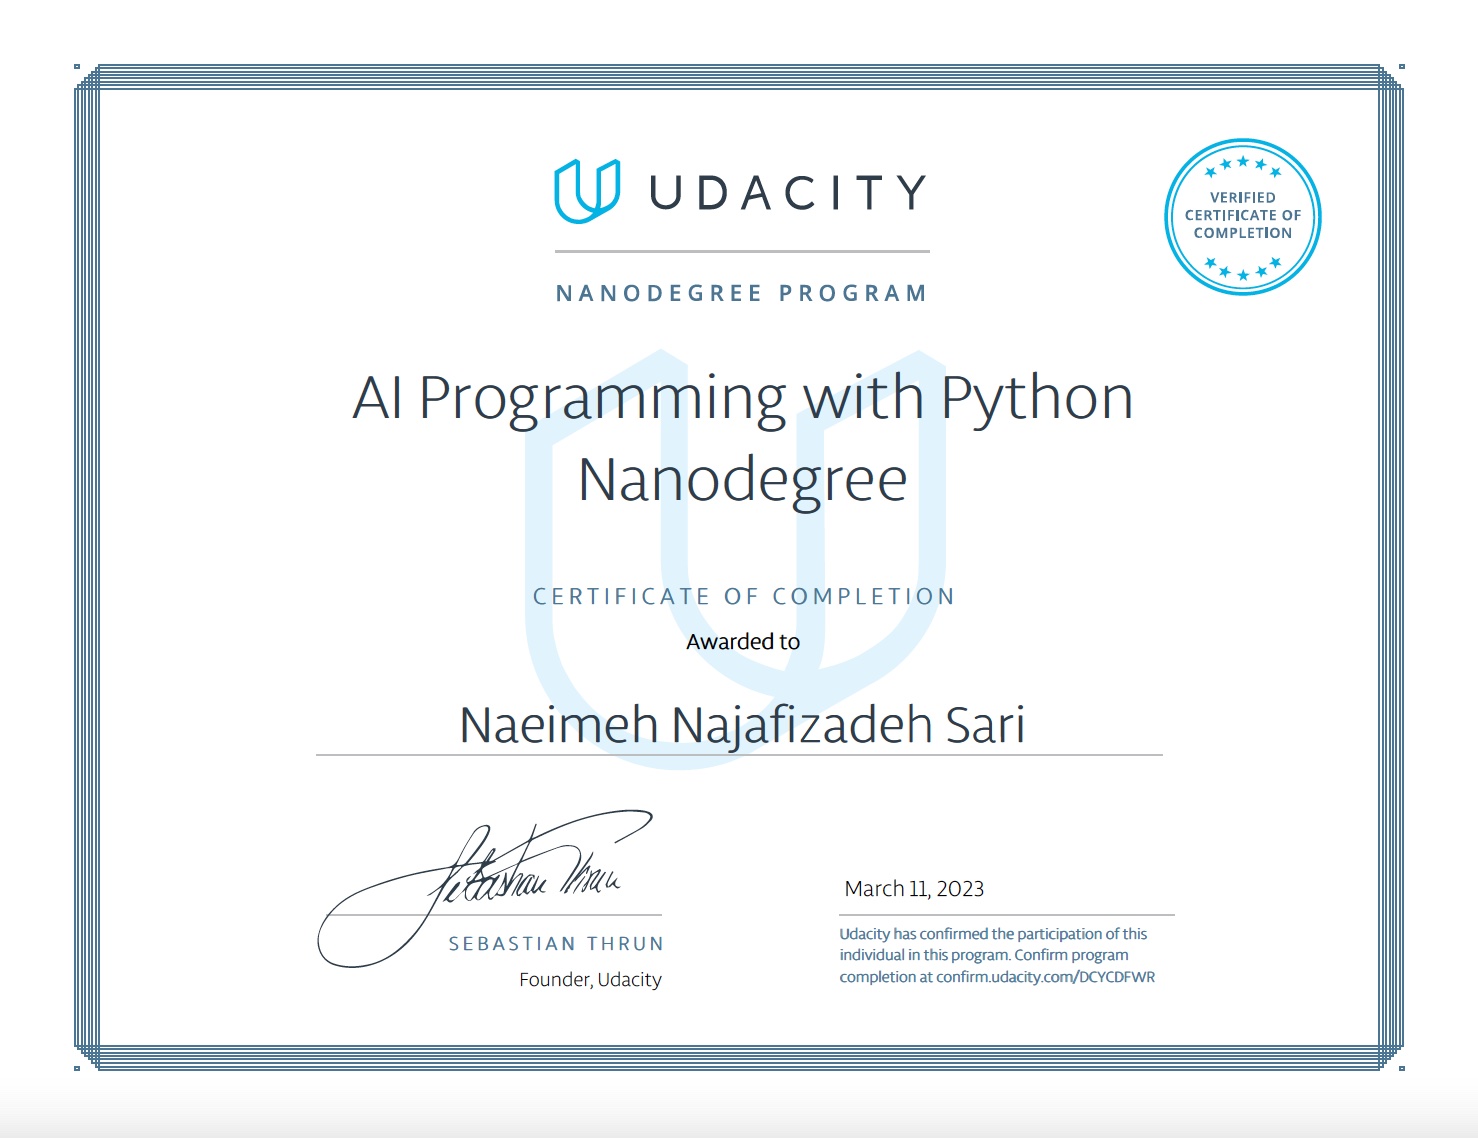 UDACITY
VERIFIED
CERTIFICATE OF
COMPLETION
NANODEGREE PROGRAM
AI Programming with Python
Nanodegree
CERTIFICATE OF COMPLETION
Awarded to
Naeimeh Najafizadeh Sari
Sebastian Thrun
SEBASTIAN THRUN
Founder, Udacity
March 11, 2023
Udacity has confirmed the participation of this
individual in this program. Confirm program
completion at confirm.udacity.com/DCYCDFWR